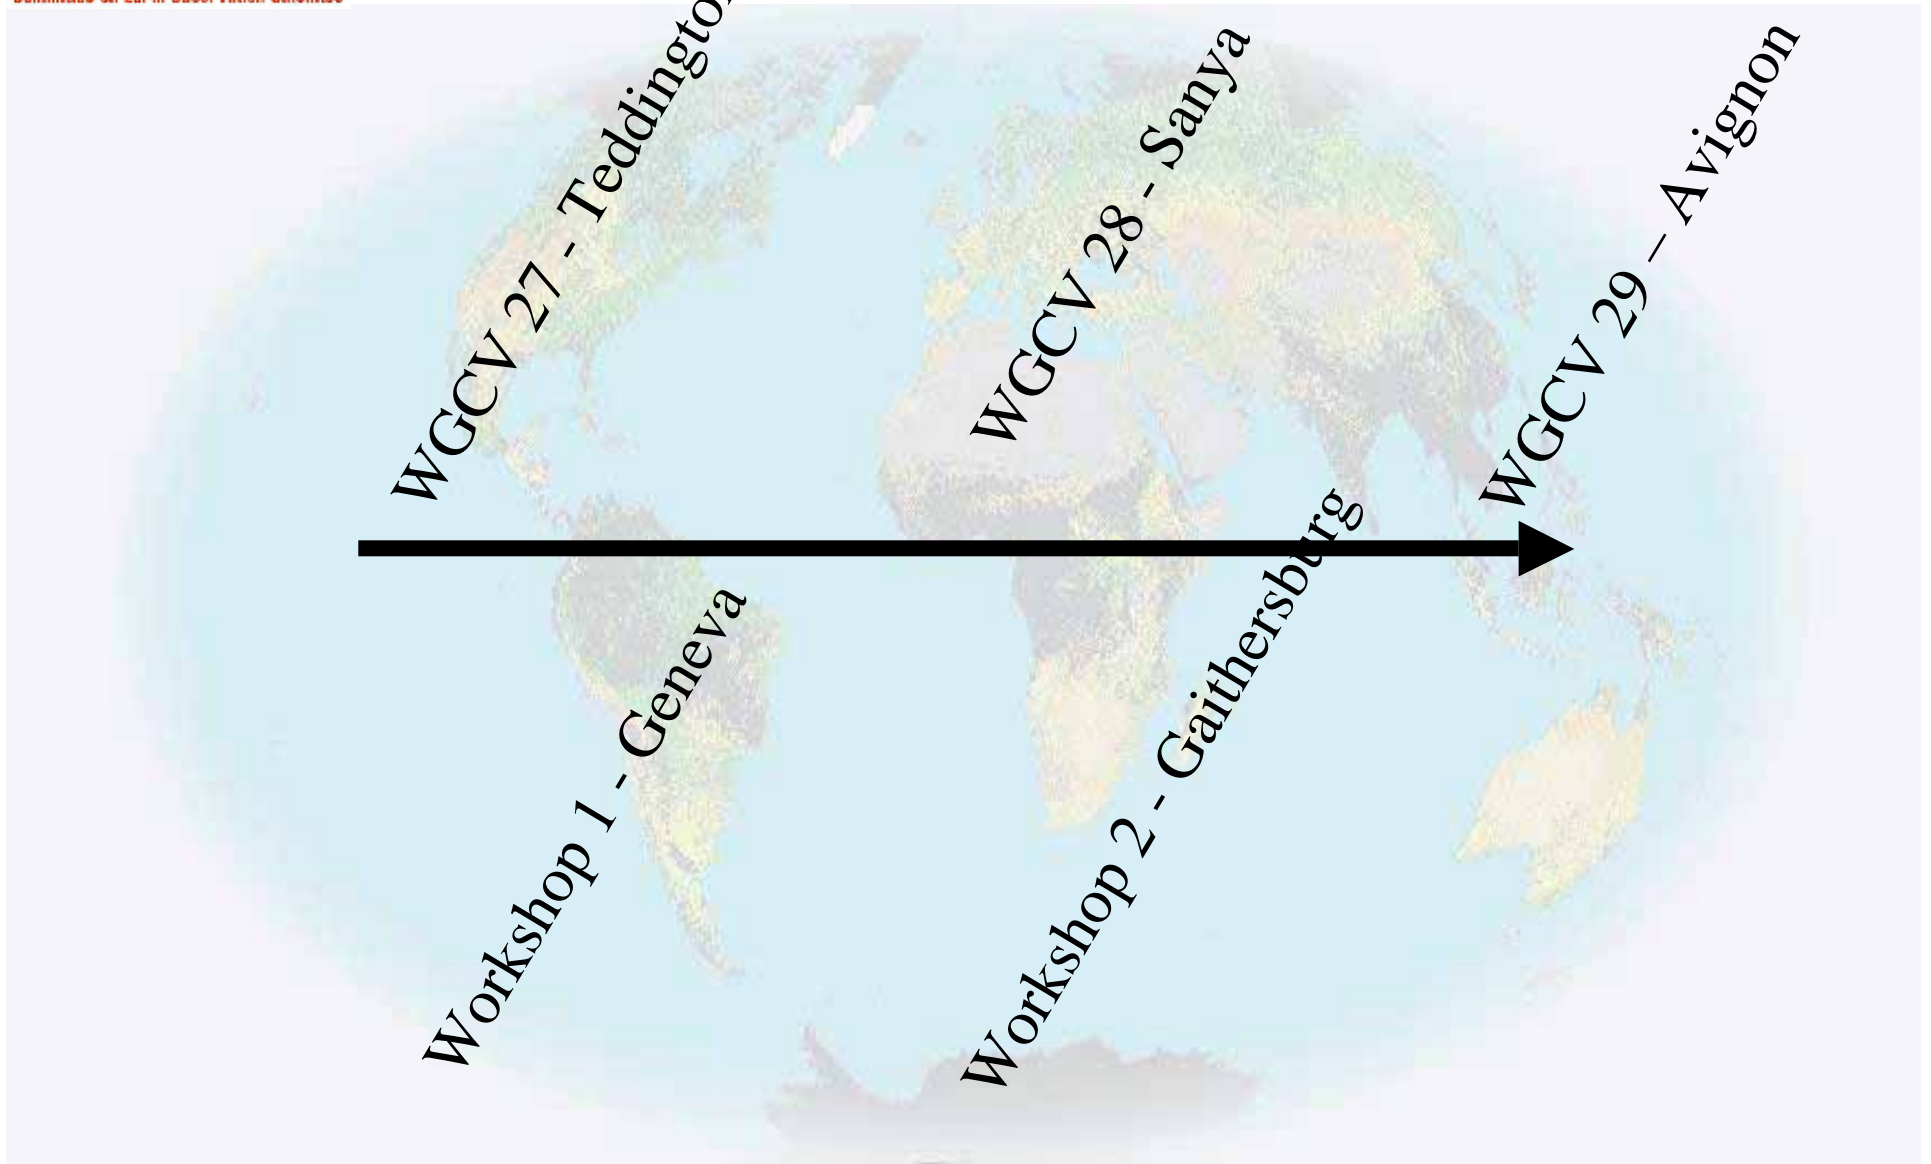 WGCV 27 - Teddington
WGCV 28 - Sanya
WGCV 29 – Avignon
Workshop 1 - Geneva
Workshop 2 - Gaithersburg